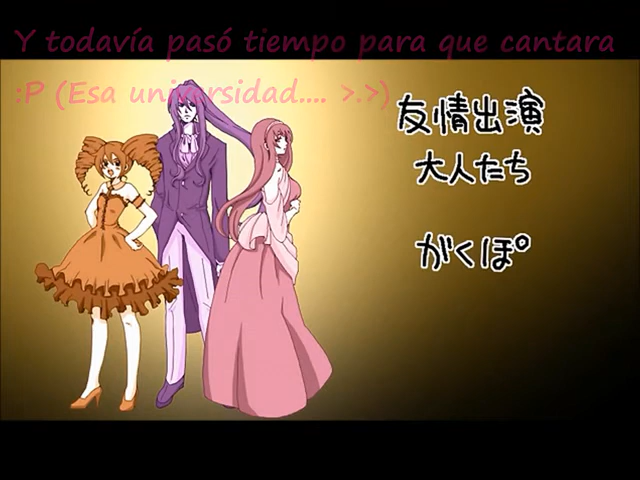 Y todavía pasó tiempo para que cantara
:P (Esa universidad.... >.>)
友情出演
大人たち
がくぽ